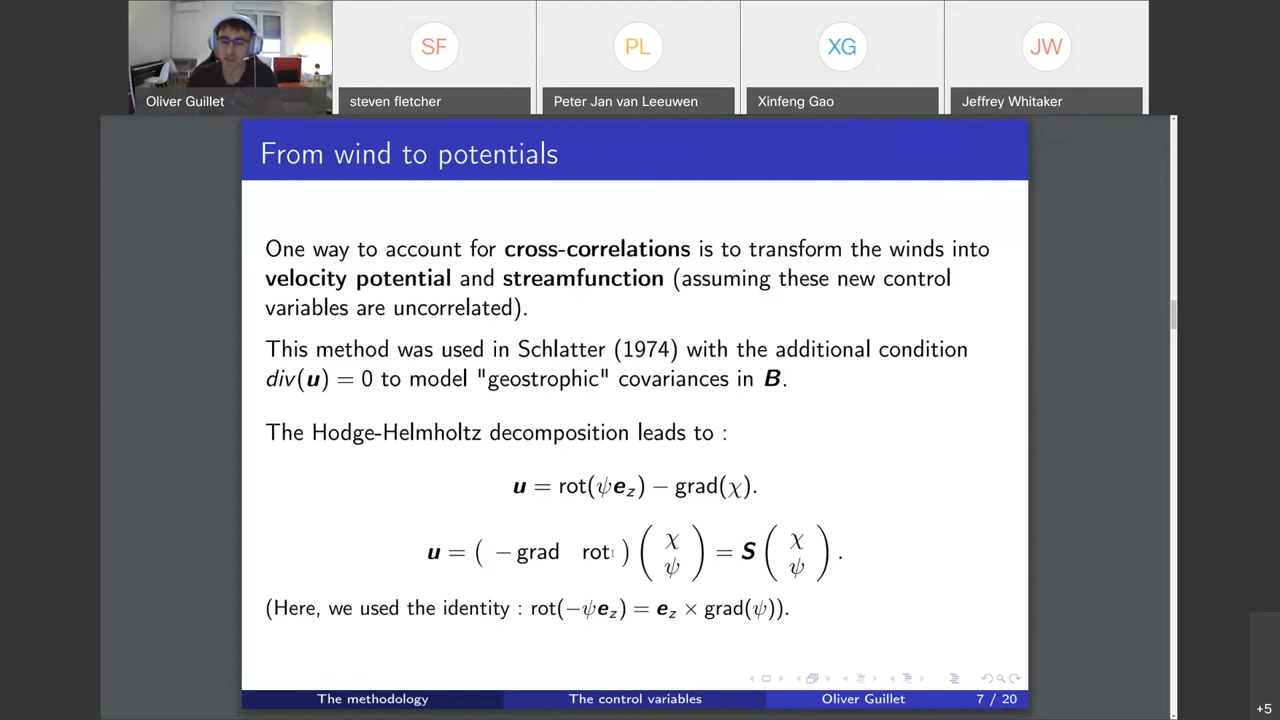 SF
PL
XG
JW
Oliver Guillet
steven fletcher
Peter Jan van Leeuwen
Xinfeng Gao
Jeffrey Whitaker
From wind to potentials
One way to account for cross-correlations is to transform the winds into
velocity potential and streamfunction (assuming these new control
variables are uncorrelated).
This method was used in Schlatter (1974) with the additional condition
div(u) = 0 to model "geostrophic" covariances in B.
The Hodge-Helmholtz decomposition leads to :
u = rot(ψe_z) − grad(χ).
u = ( − grad rot ) ( χ ψ ) = S ( χ ψ ) .
(Here, we used the identity : rot(−ψe_z) = e_z × grad(ψ)).
The methodology
The control variables
Oliver Guillet
7 / 20
+5